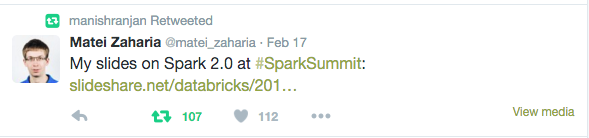 manishranjan Retweeted
Matei Zaharia @matei_zaharia · Feb 17
My slides on Spark 2.0 at #SparkSummit:
slideshare.net/databricks/201…
107 112 View media